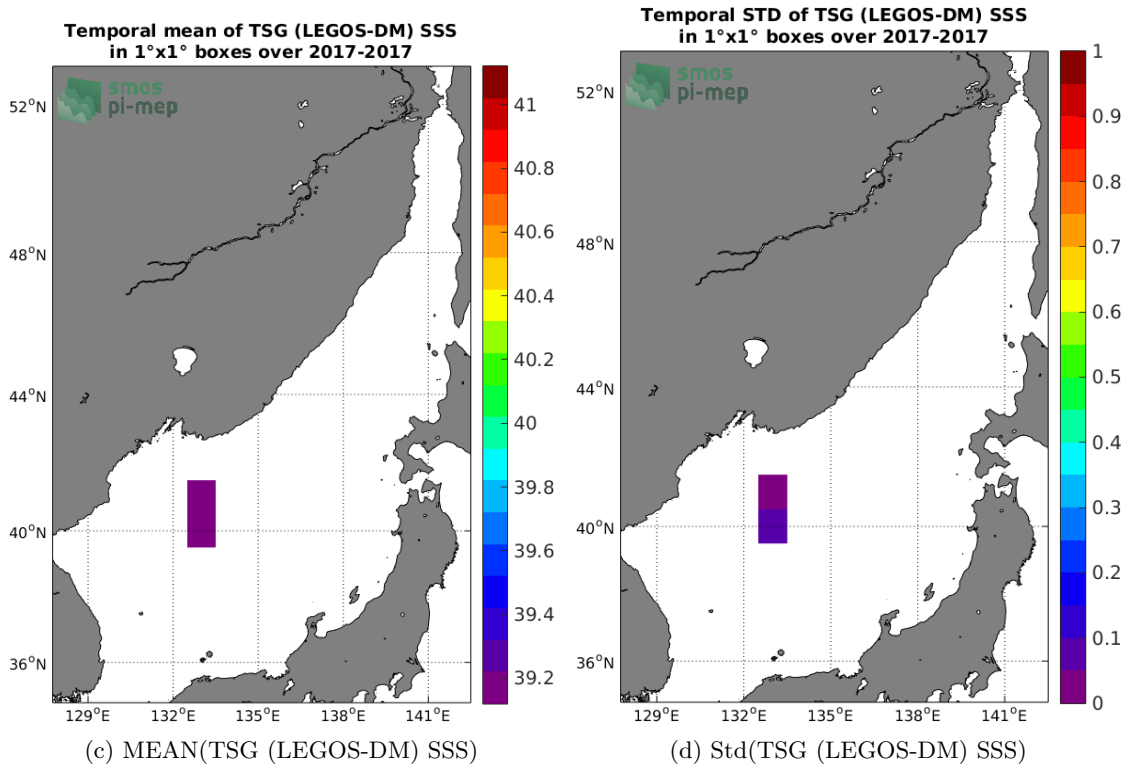 Temporal mean of TSG (LEGOS-DM) SSS
in 1°x1° boxes over 2017-2017
smos
pi-mep
52°N
48°N
44°N
40°N
36°N
129°E
132°E
135°E
138°E
141°E
41
40.8
40.6
40.4
40.2
40
39.8
39.6
39.4
39.2
(c) MEAN(TSG (LEGOS-DM) SSS)
Temporal STD of TSG (LEGOS-DM) SSS
in 1°x1° boxes over 2017-2017
smos
pi-mep
52°N
48°N
44°N
40°N
36°N
129°E
132°E
135°E
138°E
141°E
1
0.9
0.8
0.7
0.6
0.5
0.4
0.3
0.2
0.1
0
(d) Std(TSG (LEGOS-DM) SSS)